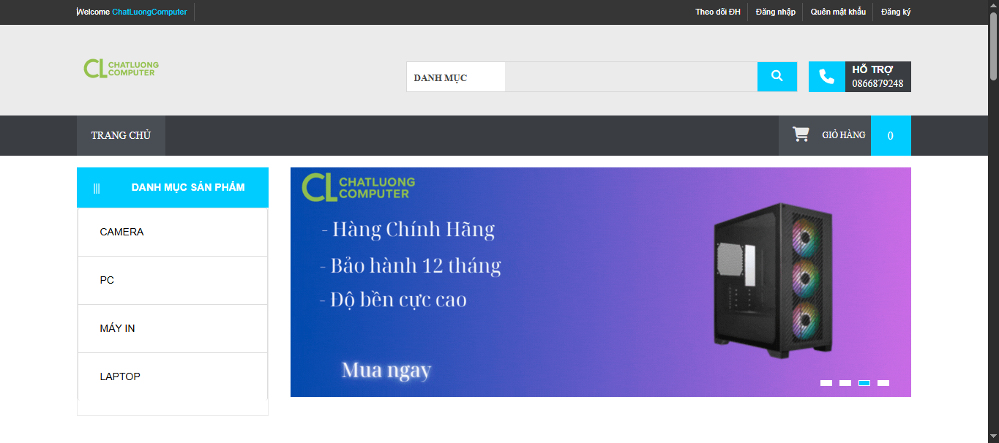 Welcome ChatLuongComputer
Theo dõi ĐH
Đăng nhập
Quên mật khẩu
Đăng ký
CL CHATLUONG
COMPUTER
DANH MỤC
HỖ TRỢ
0866879248
TRANG CHỦ
GIỎ HÀNG
0
DANH MỤC SẢN PHẨM
CAMERA
PC
MÁY IN
LAPTOP
CL CHATLUONG
COMPUTER
- Hàng Chính Hãng
- Bảo hành 12 tháng
- Độ bền cực cao
Mua ngay